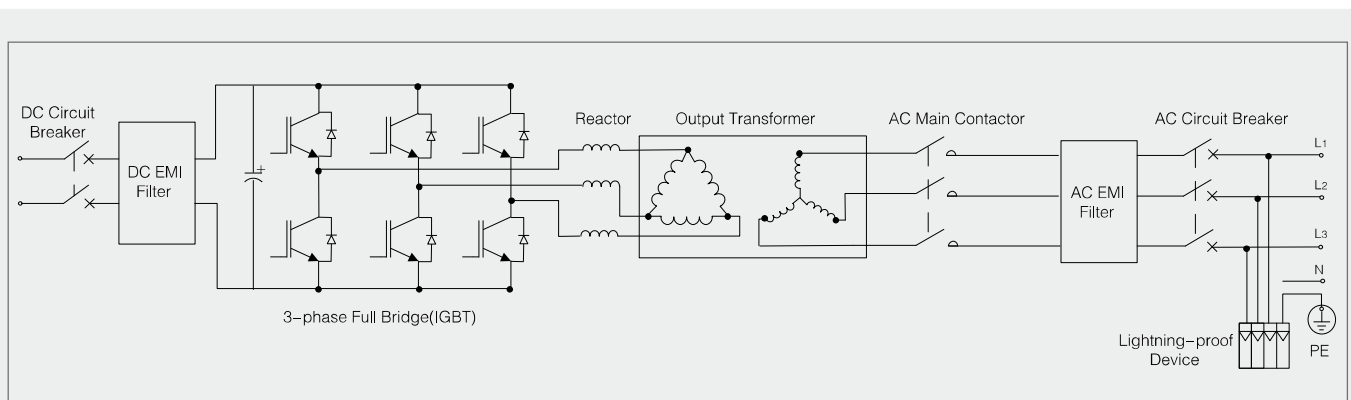 DC Circuit
Breaker
DC EMI
Filter
+
3-phase Full Bridge(IGBT)
Reactor
Output Transformer
AC Main Contactor
AC EMI
Filter
AC Circuit Breaker
L1
L2
L3
N
PE
Lightning-proof
Device